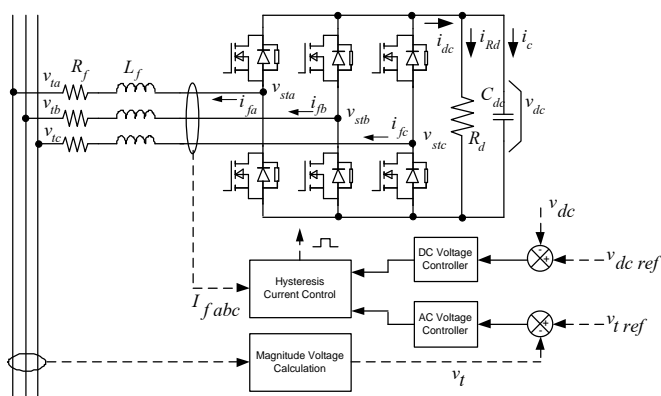 i_dc
i_Rd
i_c
R_f
L_f
v_ta
i_fa
v_sta
C_dc
v_dc
v_tb
i_fb
v_stb
R_d
v_tc
i_fc
v_stc
v_dc
DC Voltage
Controller
- +
v_dc ref
Hysteresis
Current Control
I_f abc
AC Voltage
Controller
- +
v_t ref
Magnitude Voltage
Calculation
v_t